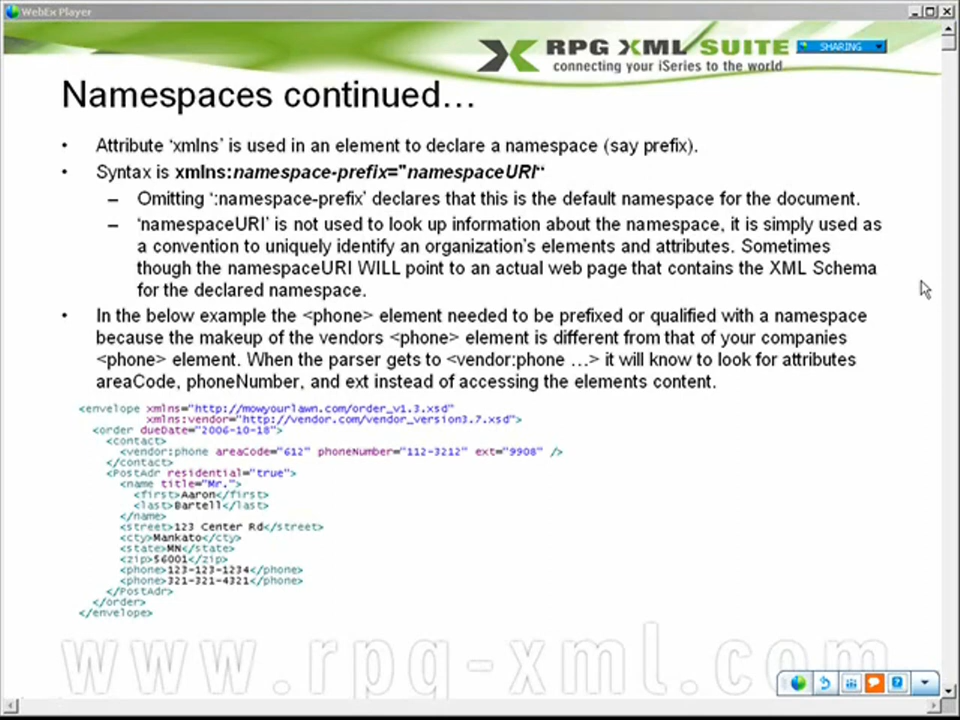 WebEx Player
RPG XML SUITE
SHARING
connecting your iSeries to the world
Namespaces continued…
• Attribute ‘xmlns’ is used in an element to declare a namespace (say prefix).
• Syntax is xmlns:namespace-prefix="namespaceURI“
– Omitting ‘:namespace-prefix’ declares that this is the default namespace for the document.
– ‘namespaceURI’ is not used to look up information about the namespace, it is simply used as
a convention to uniquely identify an organization’s elements and attributes. Sometimes
though the namespaceURI WILL point to an actual web page that contains the XML Schema
for the declared namespace.
• In the below example the <phone> element needed to be prefixed or qualified with a namespace
because the makeup of the vendors <phone> element is different from that of your companies
<phone> element. When the parser gets to <vendor:phone …> it will know to look for attributes
areaCode, phoneNumber, and ext instead of accessing the elements content.
<envelope xmlns="http://mowyourlawn.com/order_v1.3.xsd"
xmlns:vendor="http://vendor.com/vendor_version3.7.xsd">
<order dueDate="2006-10-18">
<contact>
<vendor:phone areaCode="612" phoneNumber="112-3212" ext="9908" />
</contact>
<PostAdr residential="true">
<name title="Mr.">
<first>Aaron</first>
<last>Bartell</last>
</name>
<street>123 Center Rd</street>
<cty>Mankato</cty>
<state>MN</state>
<zip>56001</zip>
<phone>123-123-1234</phone>
<phone>321-321-4321</phone>
</PostAdr>
</order>
</envelope>
www.rpg-xml.com